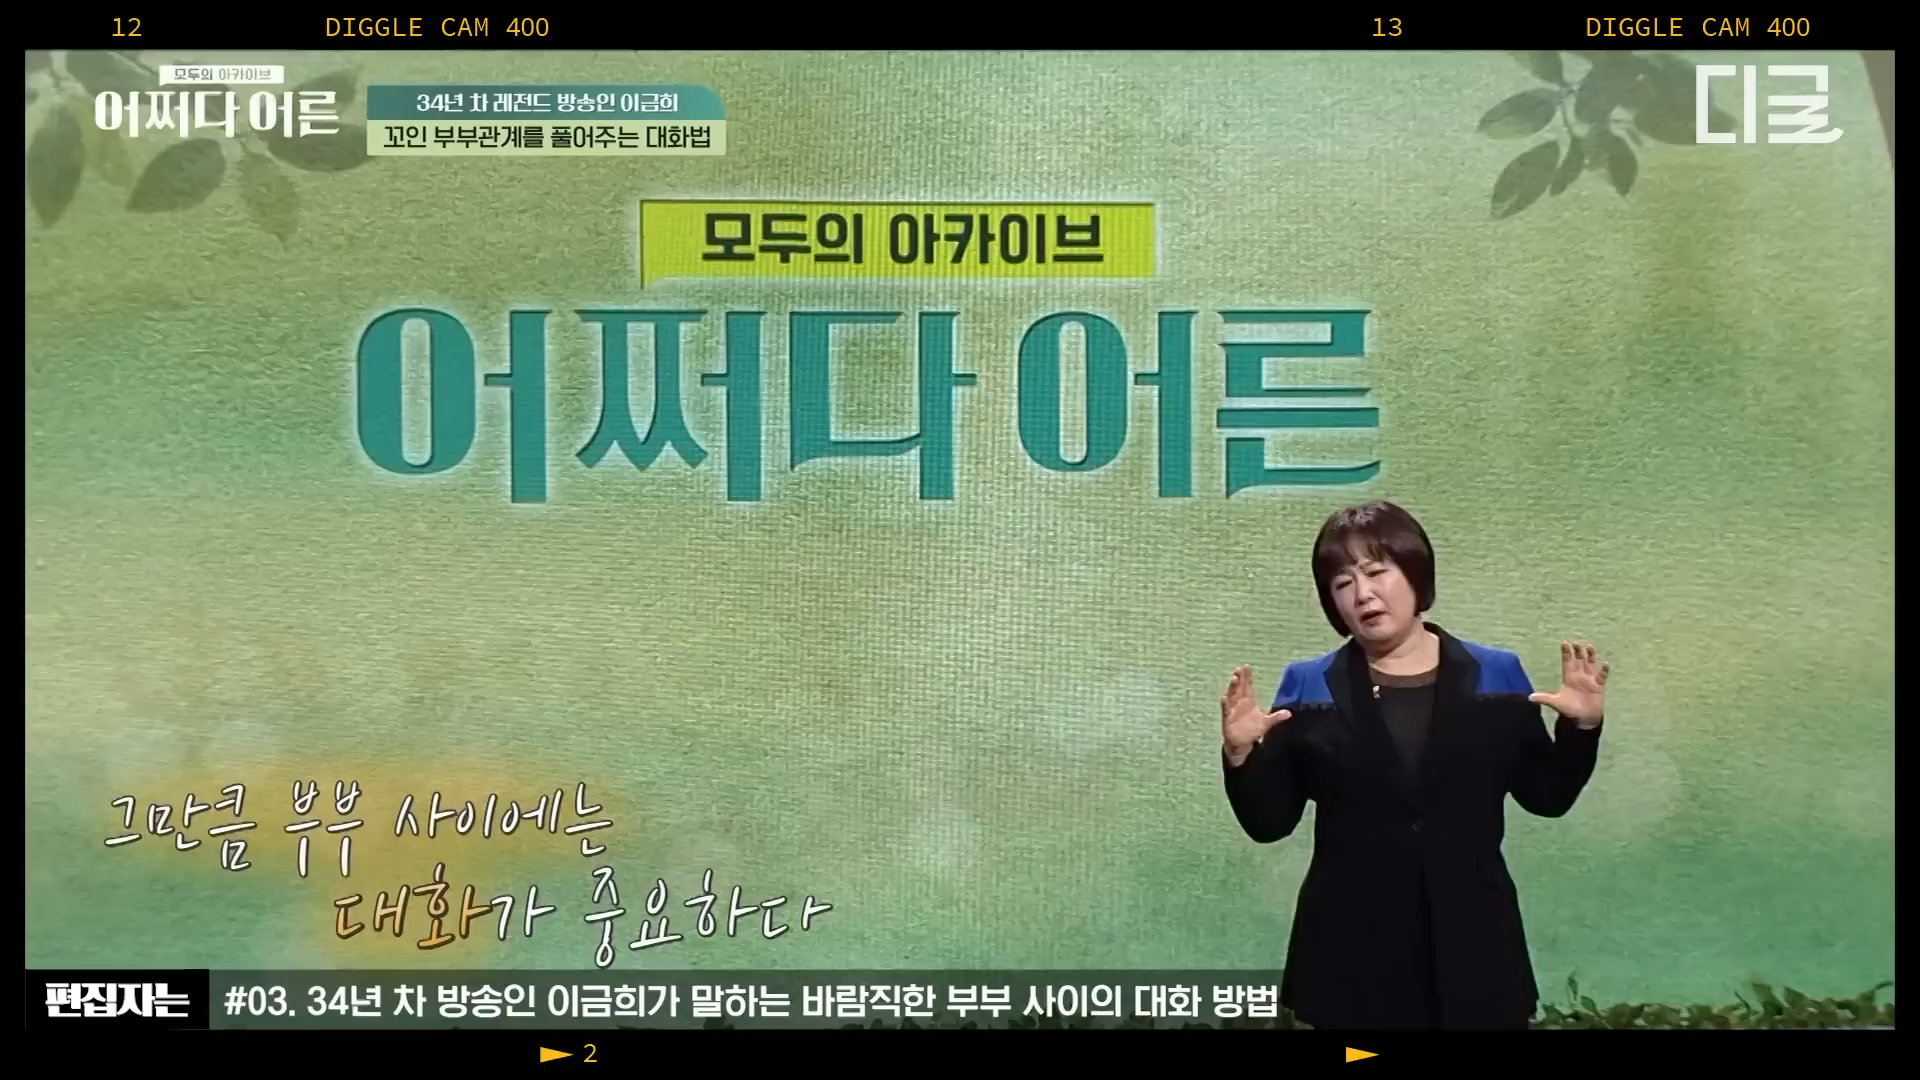 12 DIGGLE CAM 400 13 DIGGLE CAM 400
모두의 아카이브
어쩌다 어른
34년 차 레전드 방송인 이금희
꼬인 부부관계를 풀어주는 대화법
디글
모두의 아카이브
어쩌다 어른
그만큼 부부 사이에는
대화가 중요하다
편집자는 #03. 34년 차 방송인 이금희가 말하는 바람직한 부부 사이의 대화 방법
2